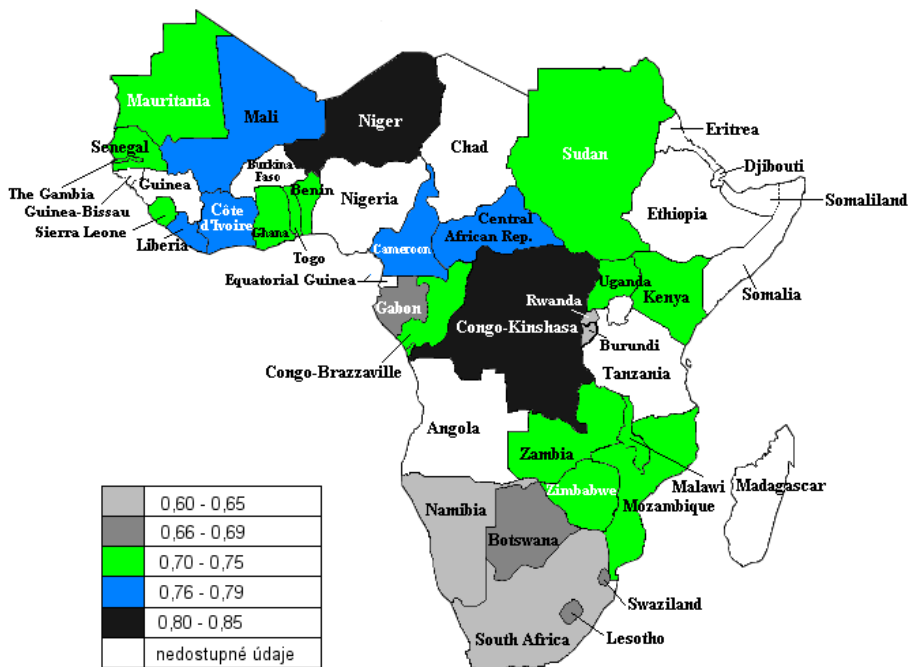 Mauritania
Mali
Niger
Chad
Sudan
Eritrea
Djibouti
Somaliland
Senegal
The Gambia
Guinea
Guinea-Bissau
Sierra Leone
Liberia
Côte
d'Ivoire
Burkina
Faso
Ghana
Benin
Togo
Nigeria
Cameroon
Central
African Rep.
Ethiopia
Somalia
Equatorial Guinea
Gabon
Congo-Brazzaville
Congo-Kinshasa
Rwanda
Uganda
Kenya
Burundi
Tanzania
Angola
Zambia
Malawi
Mozambique
Madagascar
Zimbabwe
Namibia
Botswana
Swaziland
South Africa
Lesotho
0,60 - 0,65
0,66 - 0,69
0,70 - 0,75
0,76 - 0,79
0,80 - 0,85
nedostupné údaje